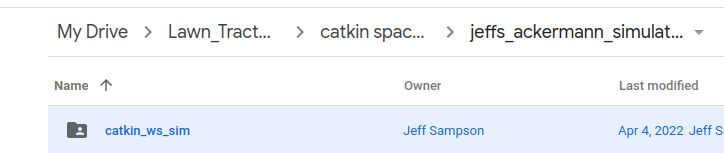 My Drive > Lawn_Tract... > catkin spac... > jeffs_ackermann_simulat...
Name ↑ Owner Last modified
catkin_ws_sim Jeff Sampson Apr 4, 2022 Jeff S